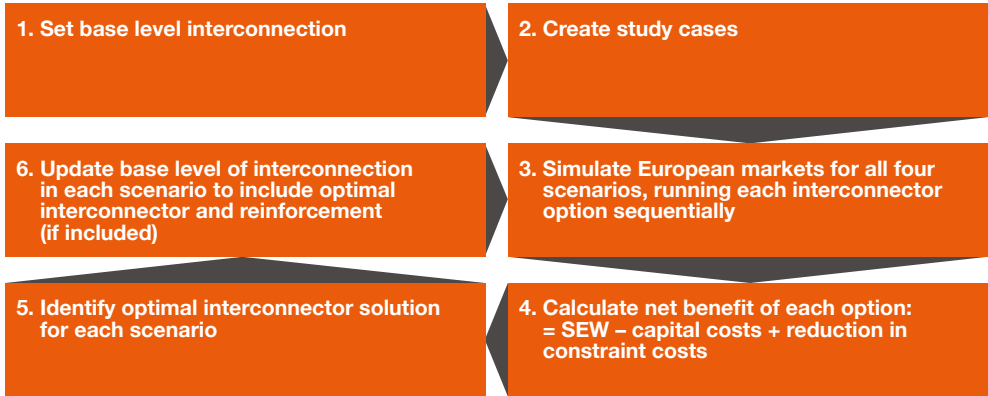 1. Set base level interconnection
2. Create study cases
6. Update base level of interconnection
in each scenario to include optimal
interconnector and reinforcement
(if included)
3. Simulate European markets for all four
scenarios, running each interconnector
option sequentially
5. Identify optimal interconnector solution
for each scenario
4. Calculate net benefit of each option:
= SEW – capital costs + reduction in
constraint costs